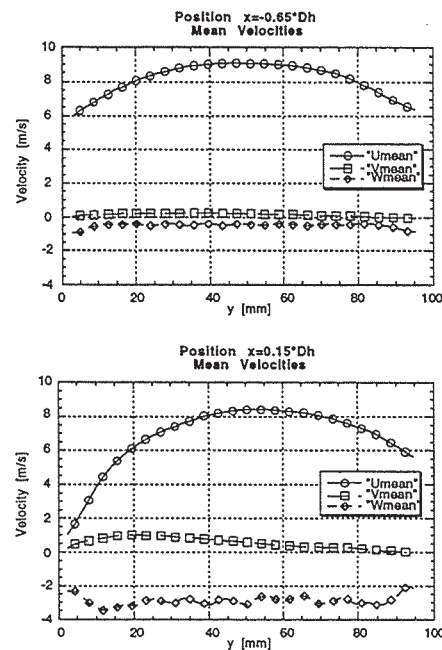 Position x=-0.65*Dh
Mean Velocities
10
8
6
4
2
0
-2
-4
Velocity [m/s]
"Umean"
"Vmean"
"Wmean"
0 20 40 60 80 100
y [mm]
Position x=0.15*Dh
Mean Velocities
10
8
6
4
2
0
-2
-4
Velocity [m/s]
"Umean"
"Vmean"
"Wmean"
0 20 40 60 80 100
y [mm]